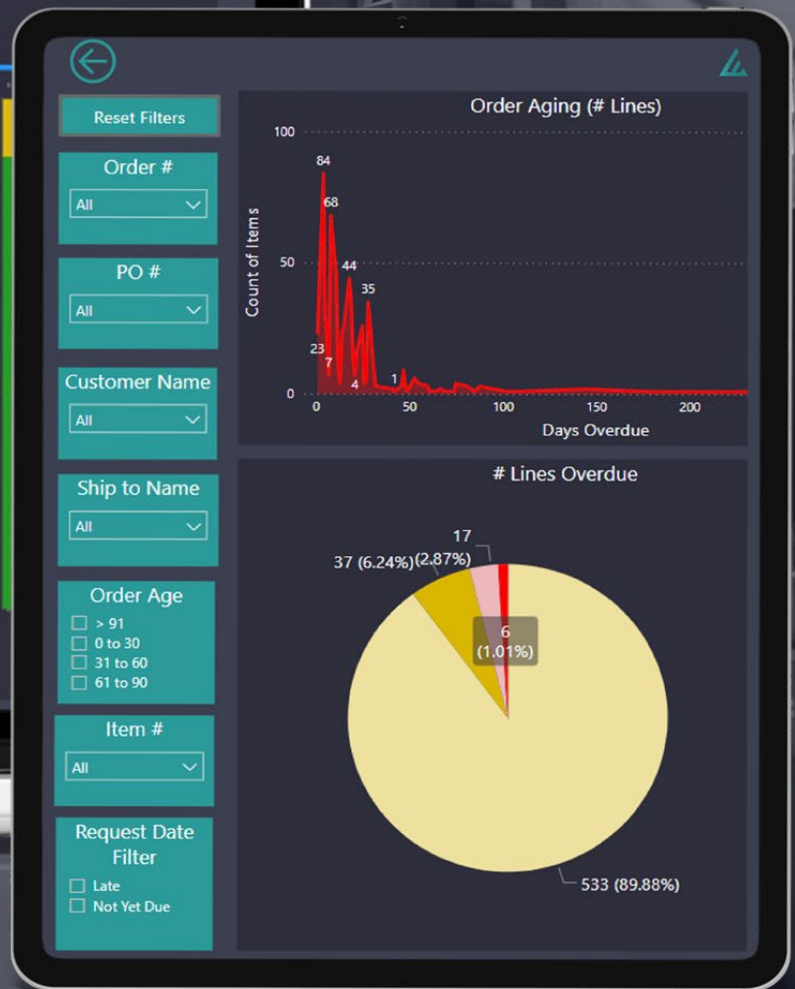 Reset Filters
Order #
All
PO #
All
Customer Name
All
Ship to Name
All
Order Age
> 91
0 to 30
31 to 60
61 to 90
Item #
All
Request Date
Filter
Late
Not Yet Due
Order Aging (# Lines)
Count of Items
100
50
0
84
68
44
35
23
7
4
1
0
50
100
150
200
Days Overdue
# Lines Overdue
17
(2.87%)
37 (6.24%)
6
(1.01%)
533 (89.88%)